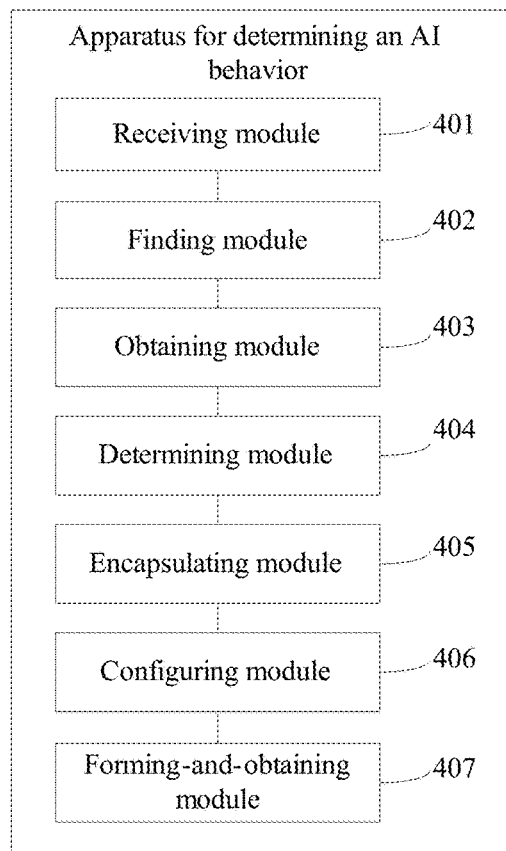 Apparatus for determining an AI
behavior
Receiving module
401
Finding module
402
Obtaining module
403
Determining module
404
Encapsulating module
405
Configuring module
406
Forming-and-obtaining
module
407